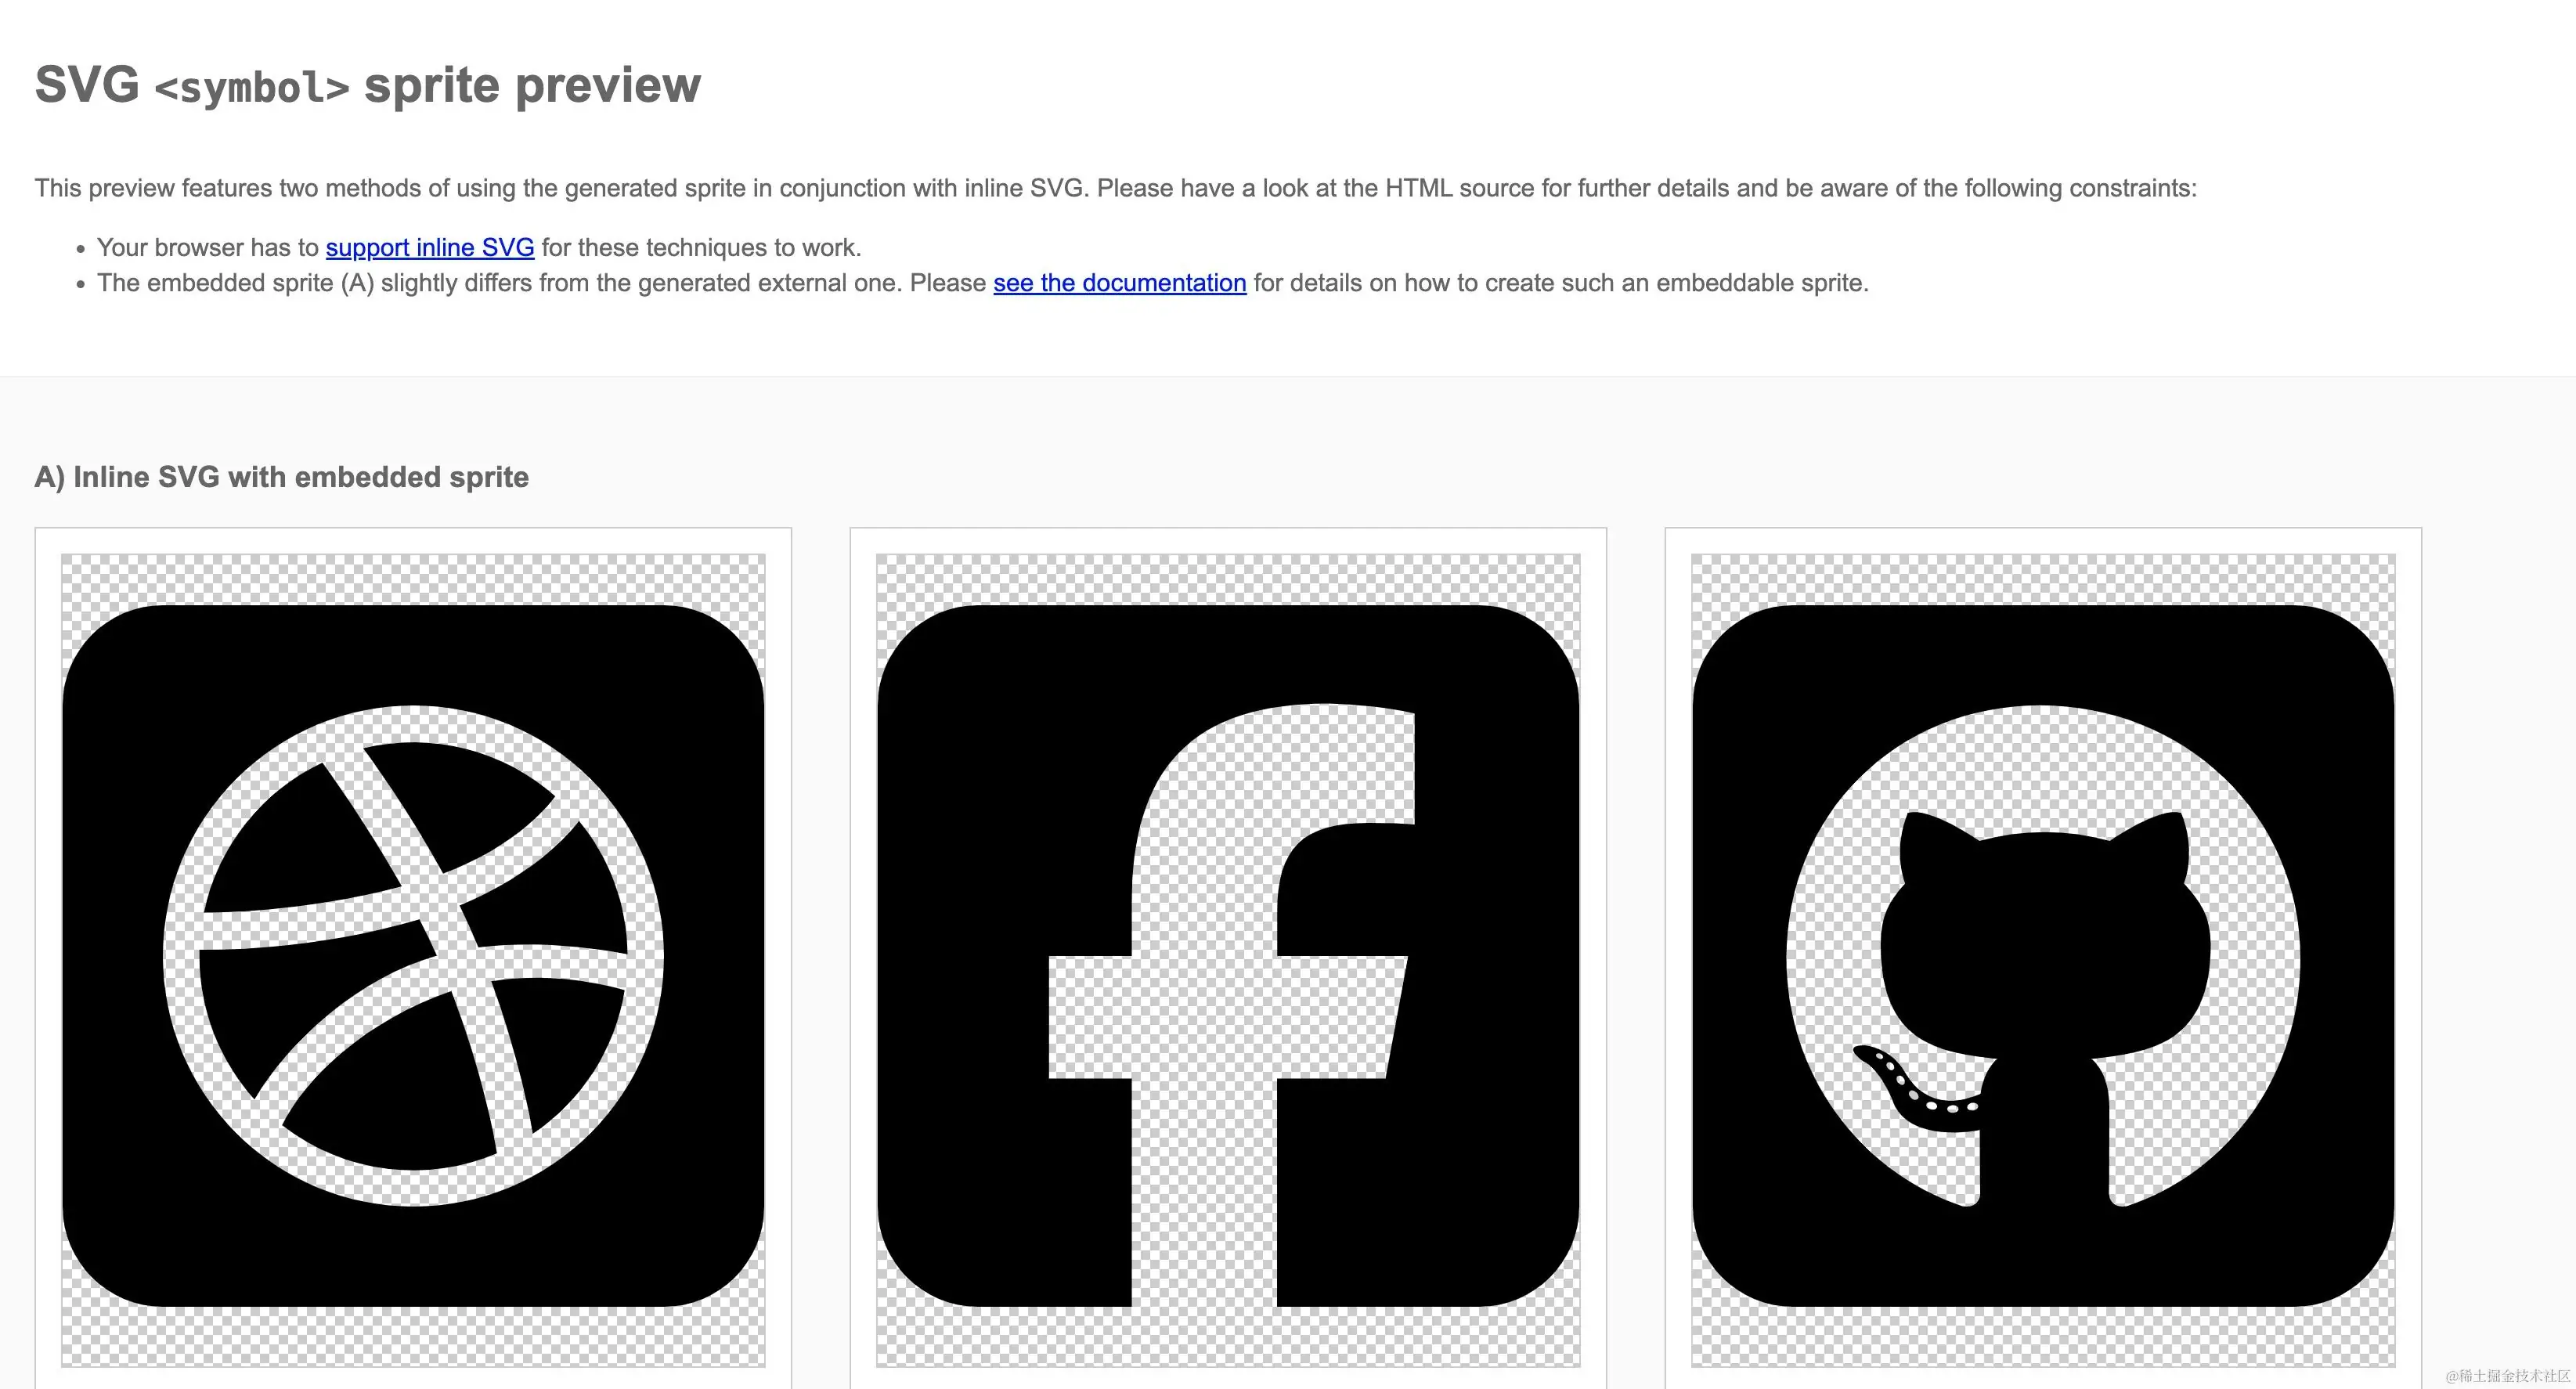 SVG <symbol> sprite preview
This preview features two methods of using the generated sprite in conjunction with inline SVG. Please have a look at the HTML source for further details and be aware of the following constraints:
• Your browser has to support inline SVG for these techniques to work.
• The embedded sprite (A) slightly differs from the generated external one. Please see the documentation for details on how to create such an embeddable sprite.
A) Inline SVG with embedded sprite
@稀土掘金技术社区